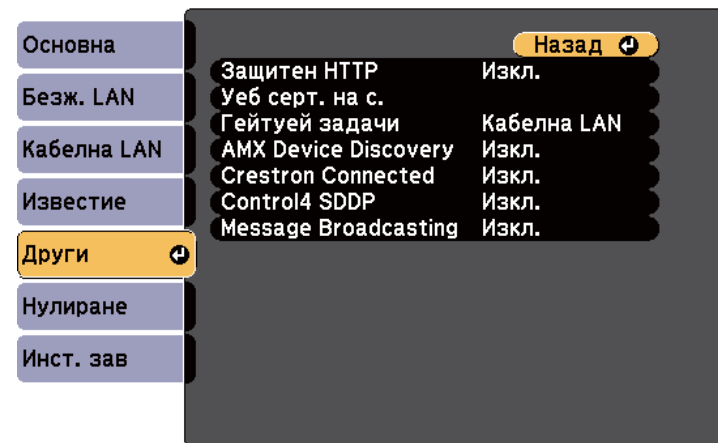 Основна
Безж. LAN
Кабелна LAN
Известие
Други
Нулиране
Инст. зав
Назад
Защитен HTTP Изкл.
Уеб серт. на с.
Гейтуей задачи Кабелна LAN
AMX Device Discovery Изкл.
Crestron Connected Изкл.
Control4 SDDP Изкл.
Message Broadcasting Изкл.